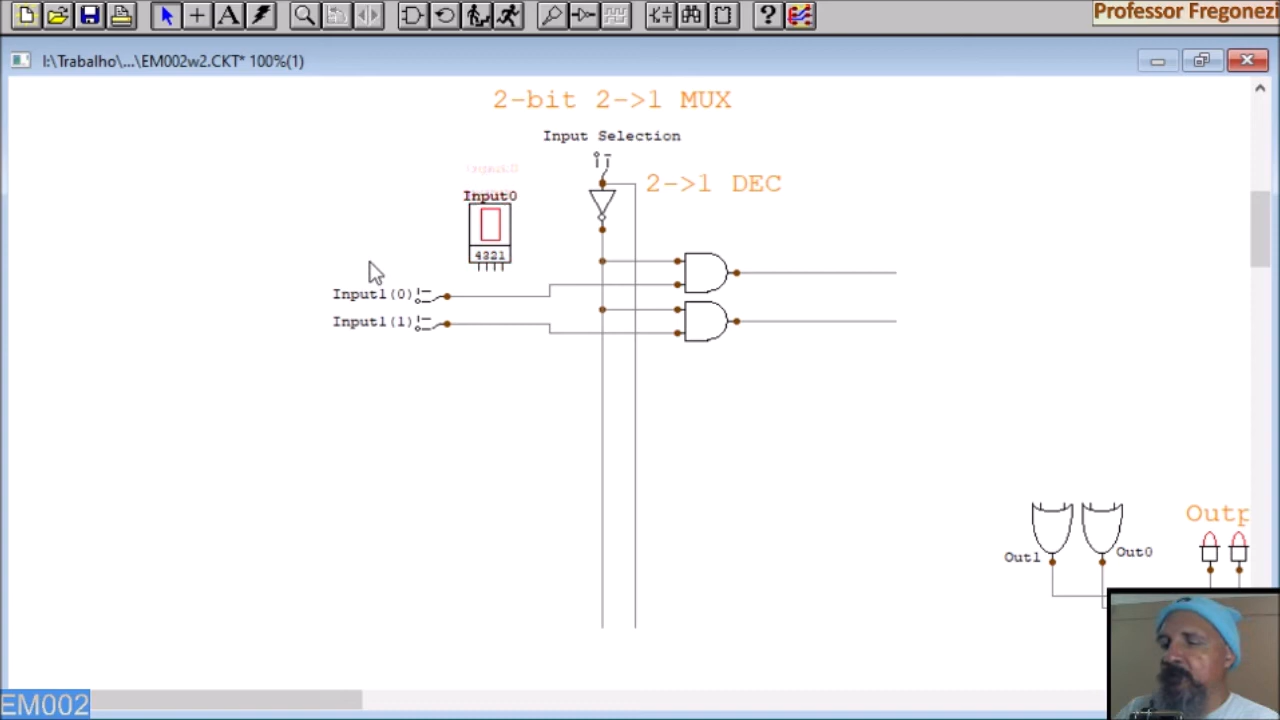 Professor Fregonezi
I:\Trabalho\...\EM002w2.CKT* 100%(1)
2-bit 2->1 MUX
Input Selection
2->1 DEC
Input0
4321
Input1(0)
Input1(1)
Outp
Out1
Out0
EM002